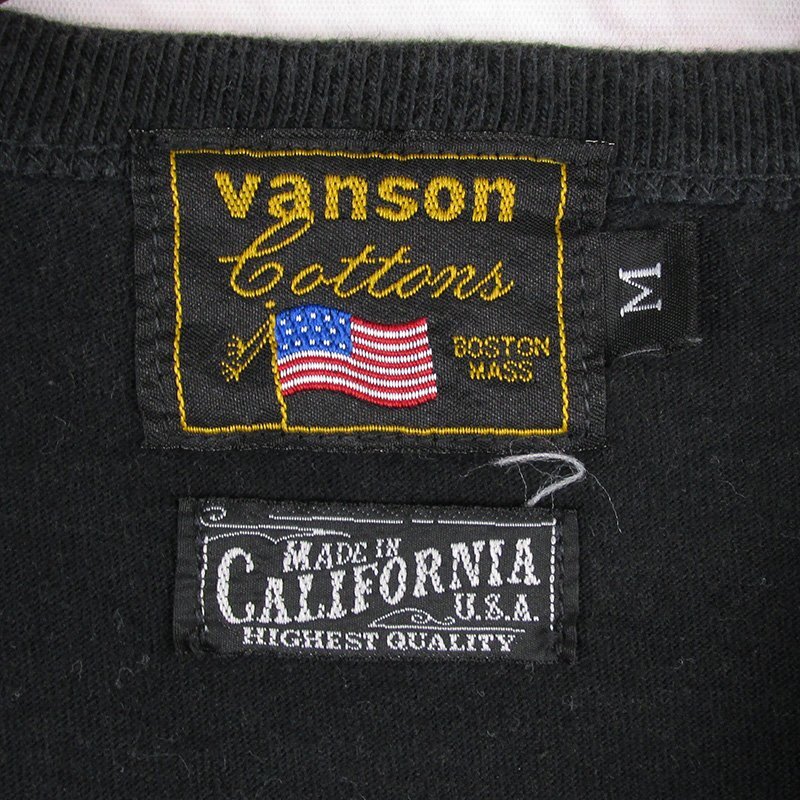 vanson
Cottons
BOSTON
MASS
M
MADE IN
CALIFORNIA
U.S.A.
HIGHEST QUALITY